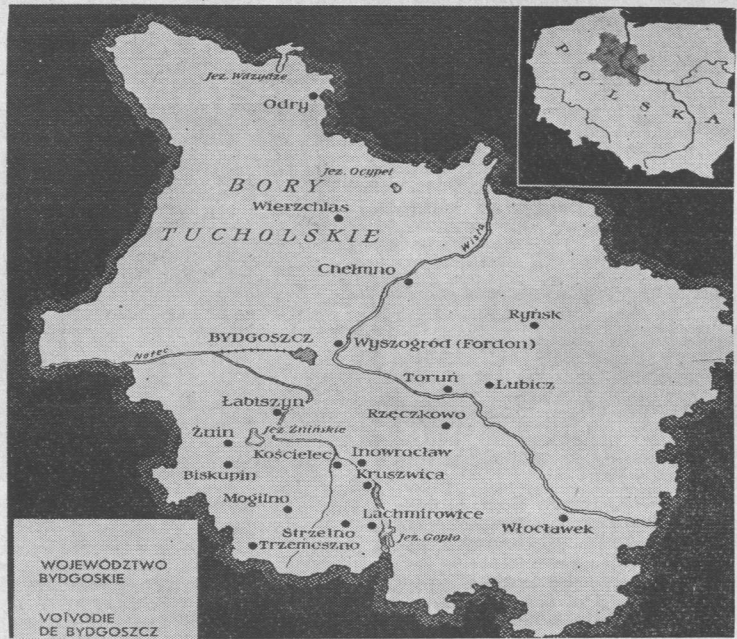 Jez. Wdzydze
Odry
POLSKA
Jez. Ocypel
BORY
Wierzchlas
TUCHOLSKIE
Wisła
Chełmno
Ryńsk
BYDGOSZCZ
Wyszogród (Fordon)
Noteć
Toruń
Lubicz
Łabiszyn
Rzęczkowo
Jez. Żnińskie
Żnin
Kościelec
Inowrocław
Biskupin
Kruszwica
Mogilno
Lachmirowice
Włocławek
Strzelno
Jez. Gopło
Trzemeszno
WOJEWÓDZTWO
BYDGOSKIE
VOÏVODIE
DE BYDGOSZCZ